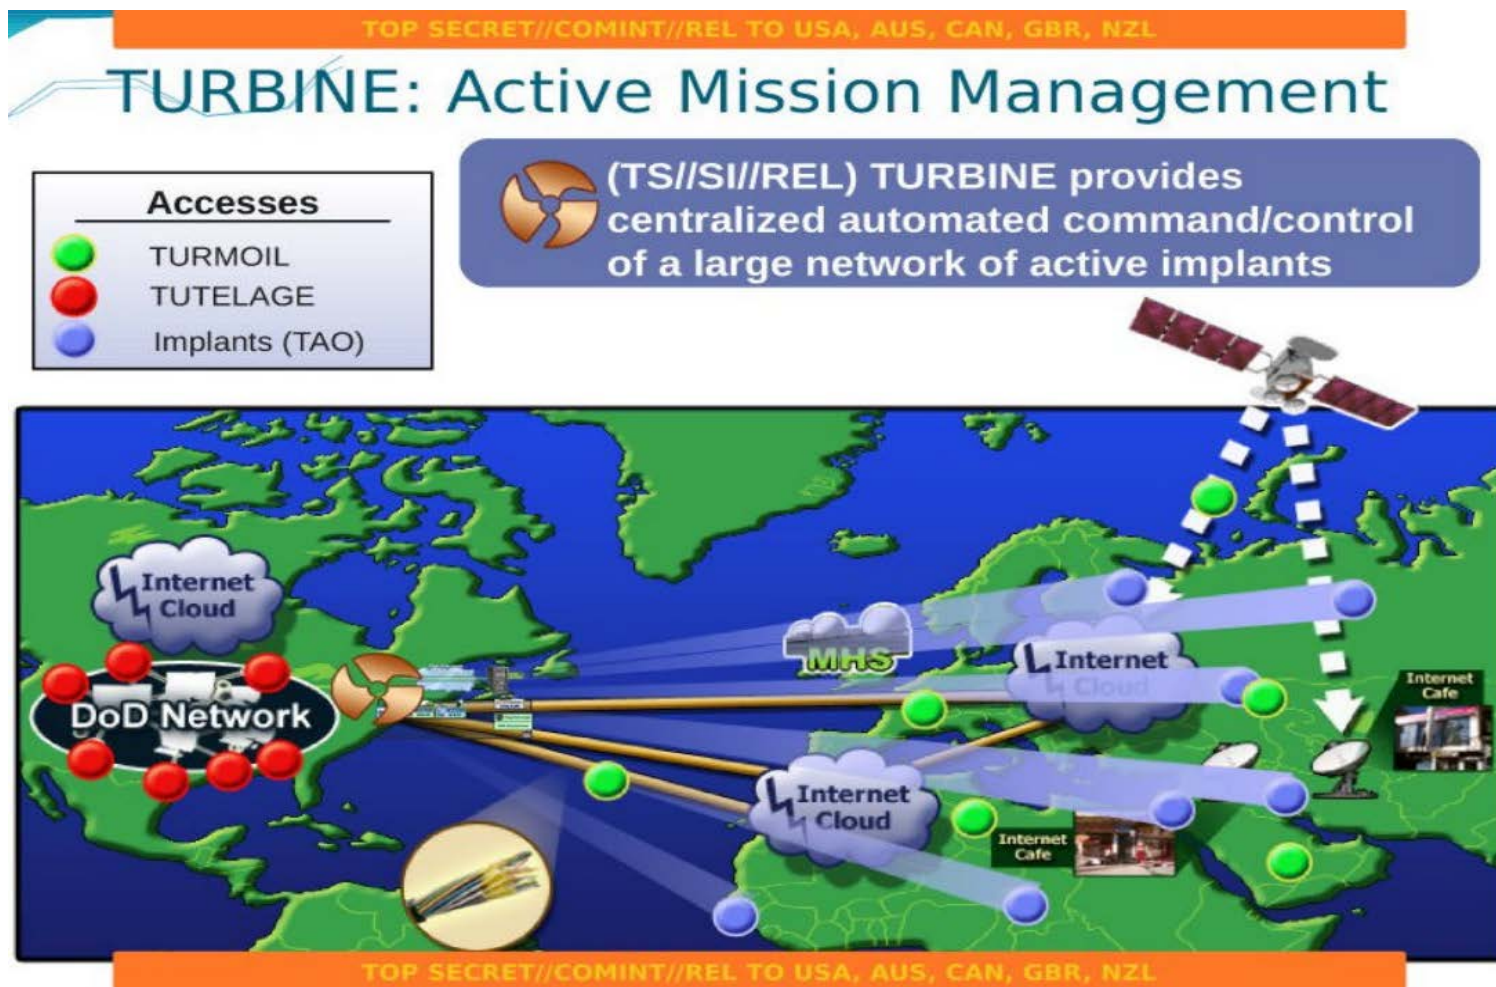 TOP SECRET//COMINT//REL TO USA, AUS, CAN, GBR, NZL
TURBINE: Active Mission Management
Accesses
TURMOIL
TUTELAGE
Implants (TAO)
(TS//SI//REL) TURBINE provides
centralized automated command/control
of a large network of active implants
Internet
Cloud
DoD Network
MHS
Internet
Cloud
Internet
Cafe
Internet
Cloud
Internet
Cafe
TOP SECRET//COMINT//REL TO USA, AUS, CAN, GBR, NZL